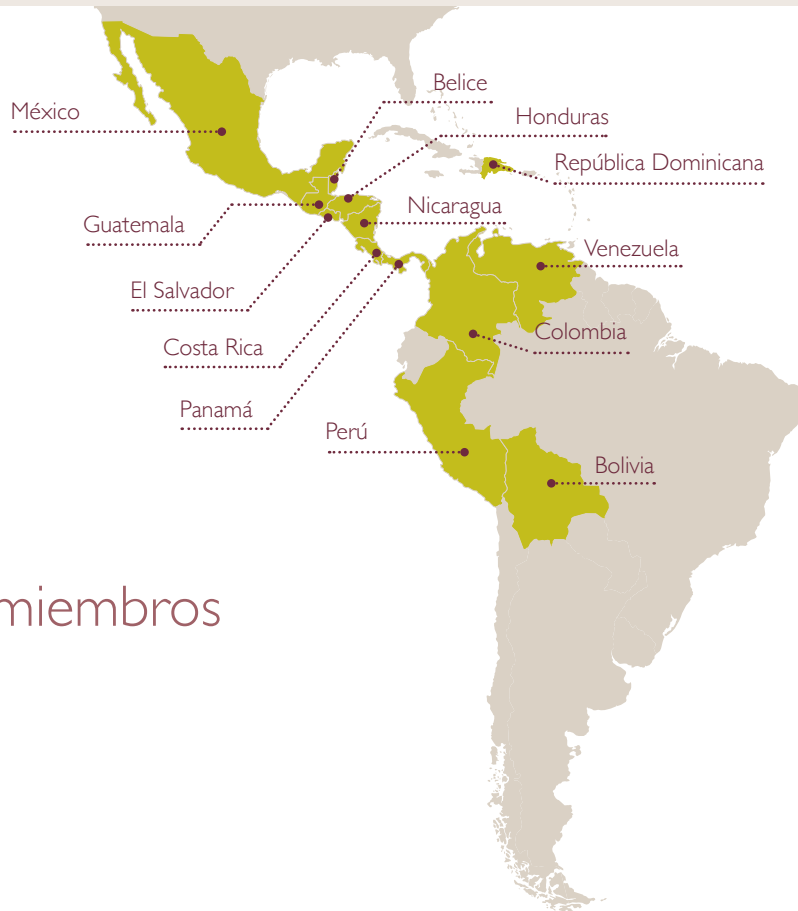 Belice
México
Honduras
República Dominicana
Nicaragua
Guatemala
Venezuela
El Salvador
Colombia
Costa Rica
Panamá
Perú
Bolivia
miembros